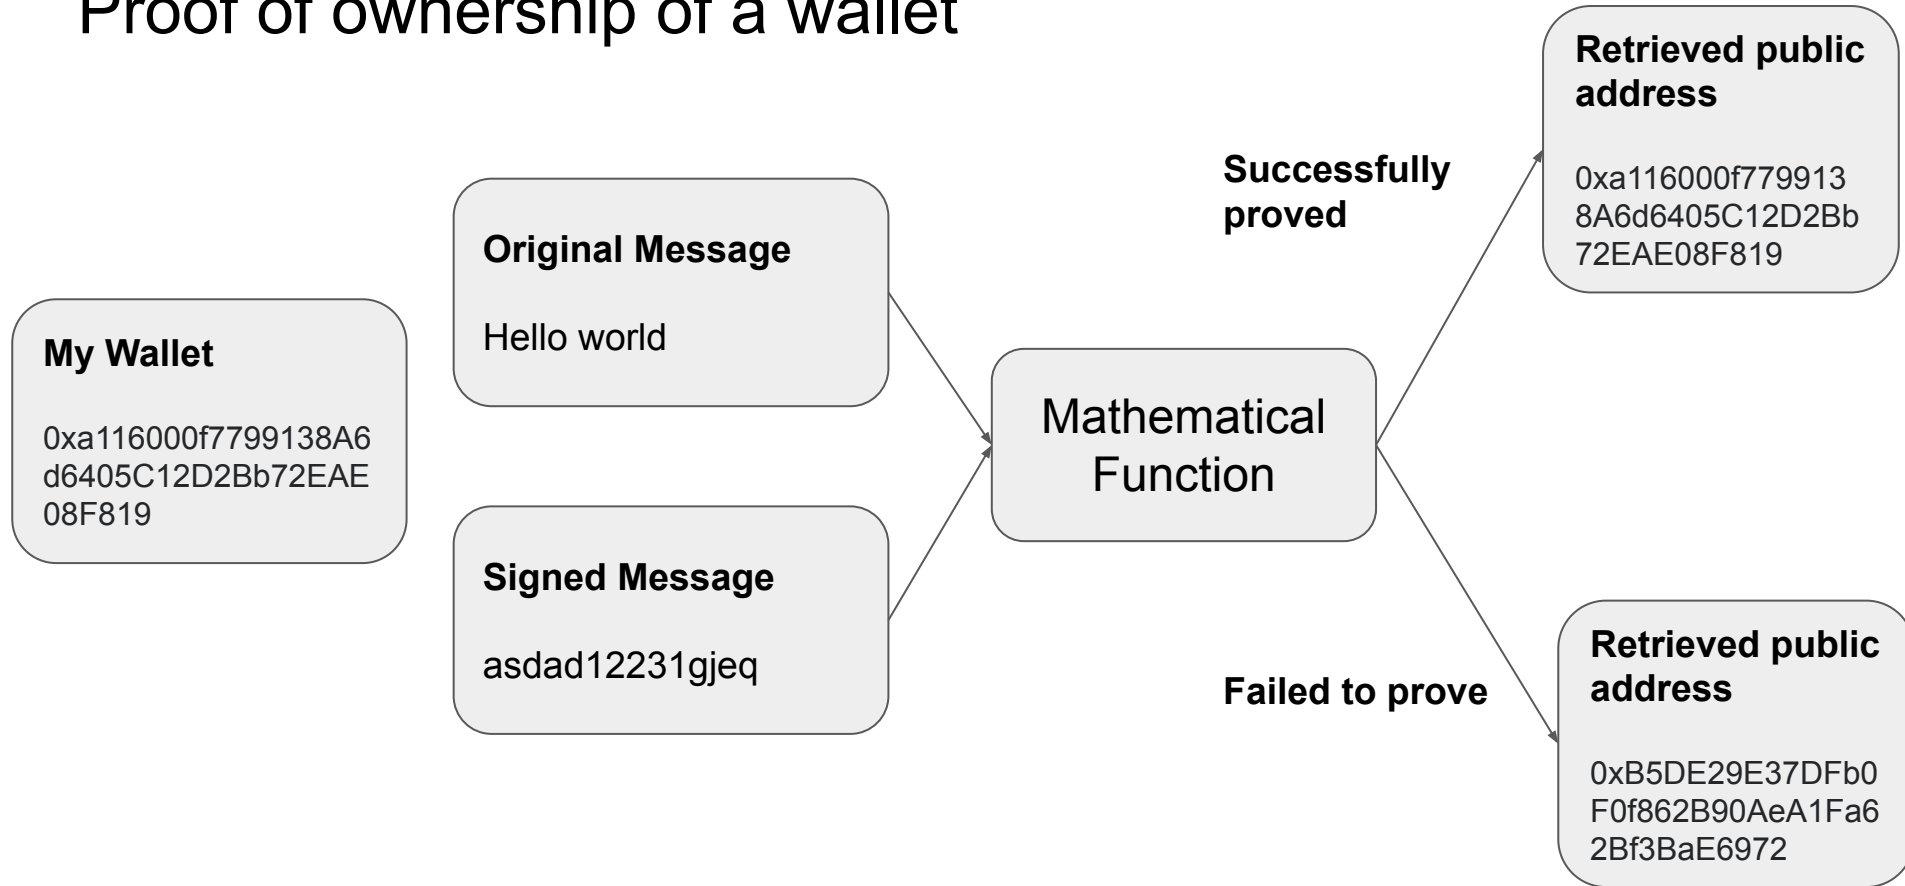 Proof of ownership of a wallet
My Wallet
0xa116000f7799138A6
d6405C12D2Bb72EAE
08F819
Original Message
Hello world
Signed Message
asdad12231gjeq
Mathematical
Function
Successfully
proved
Failed to prove
Retrieved public
address
0xa116000f779913
8A6d6405C12D2Bb
72EAE08F819
Retrieved public
address
0xB5DE29E37DFb0
F0f862B90AeA1Fa6
2Bf3BaE6972